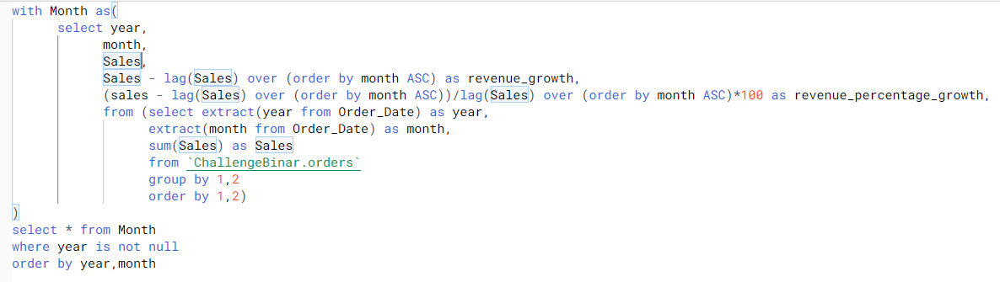 with Month as(
select year,
month,
Sales,
Sales - lag(Sales) over (order by month ASC) as revenue_growth,
(sales - lag(Sales) over (order by month ASC))/lag(Sales) over (order by month ASC)*100 as revenue_percentage_growth,
from (select extract(year from Order_Date) as year,
extract(month from Order_Date) as month,
sum(Sales) as Sales
from `ChallengeBinar.orders`
group by 1,2
order by 1,2)
)
select * from Month
where year is not null
order by year,month